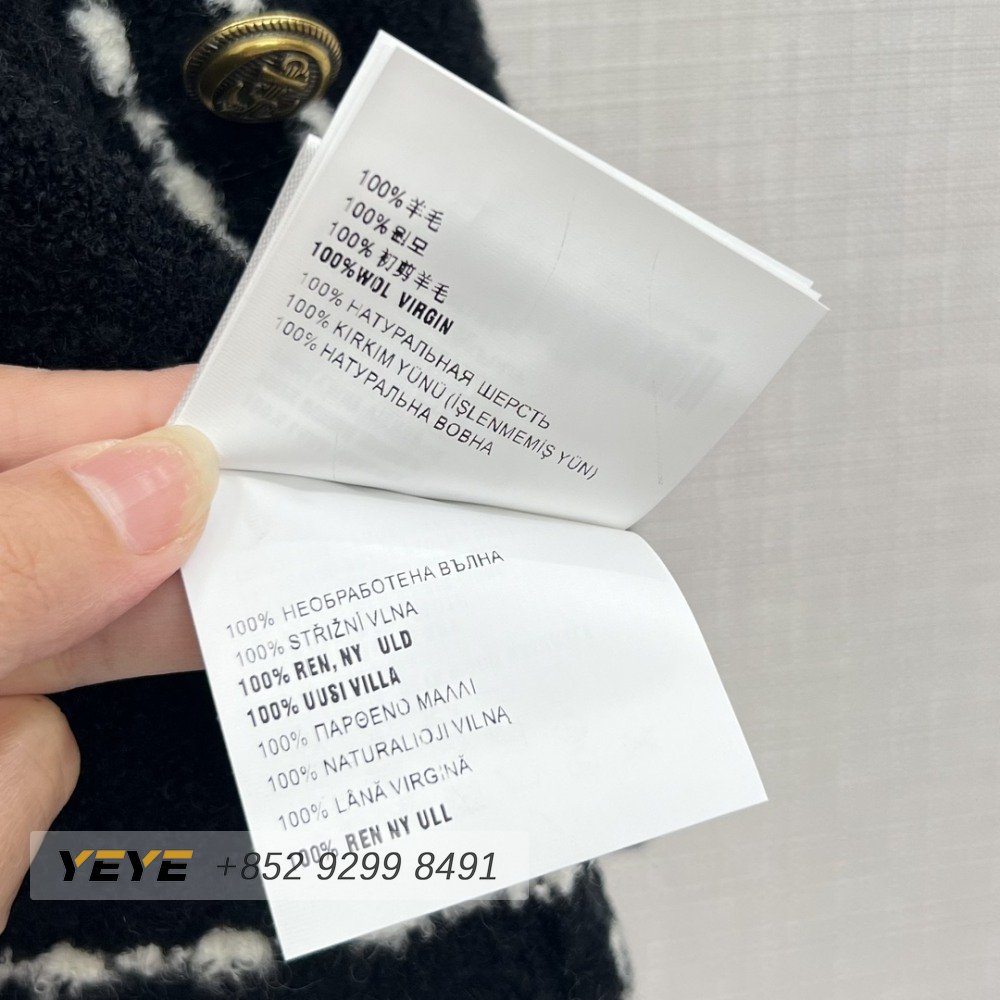 100%羊毛
100%원모
100%初剪羊毛
100%WOL VIRGIN
100% НАТУРАЛЬНАЯ ШЕРСТЬ
100% KIRKIM YÜNÜ (İŞLENMEMİŞ YÜN)
100% НАТУРАЛЬНА ВОВНА
100% НЕОБРАБОТЕНА ВЪЛНА
100% STŘIŽNÍ VLNA
100% REN, NY ULD
100% UUSI VILLA
100% ΠΑΡΘΕΝΟ ΜΑΛΛΙ
100% NATURALIOJI VILNA
100% LÂNĂ VIRGINĂ
100% REN NY ULL
YEYE +852 9299 8491